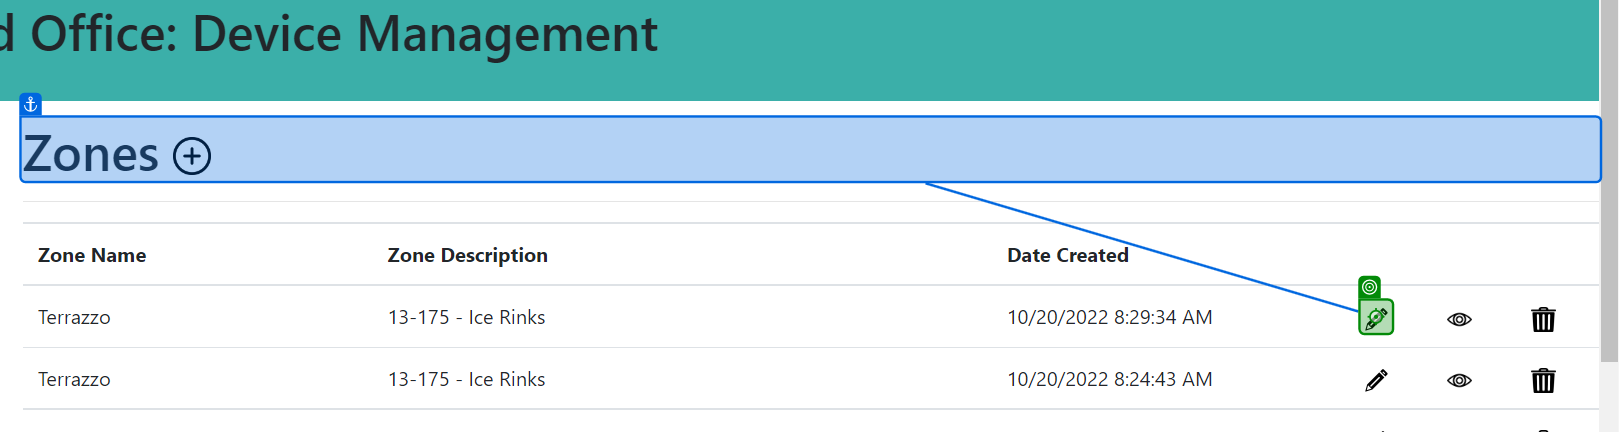 d Office: Device Management
Zones
Zone Name Zone Description Date Created
Terrazzo 13-175 - Ice Rinks 10/20/2022 8:29:34 AM
Terrazzo 13-175 - Ice Rinks 10/20/2022 8:24:43 AM